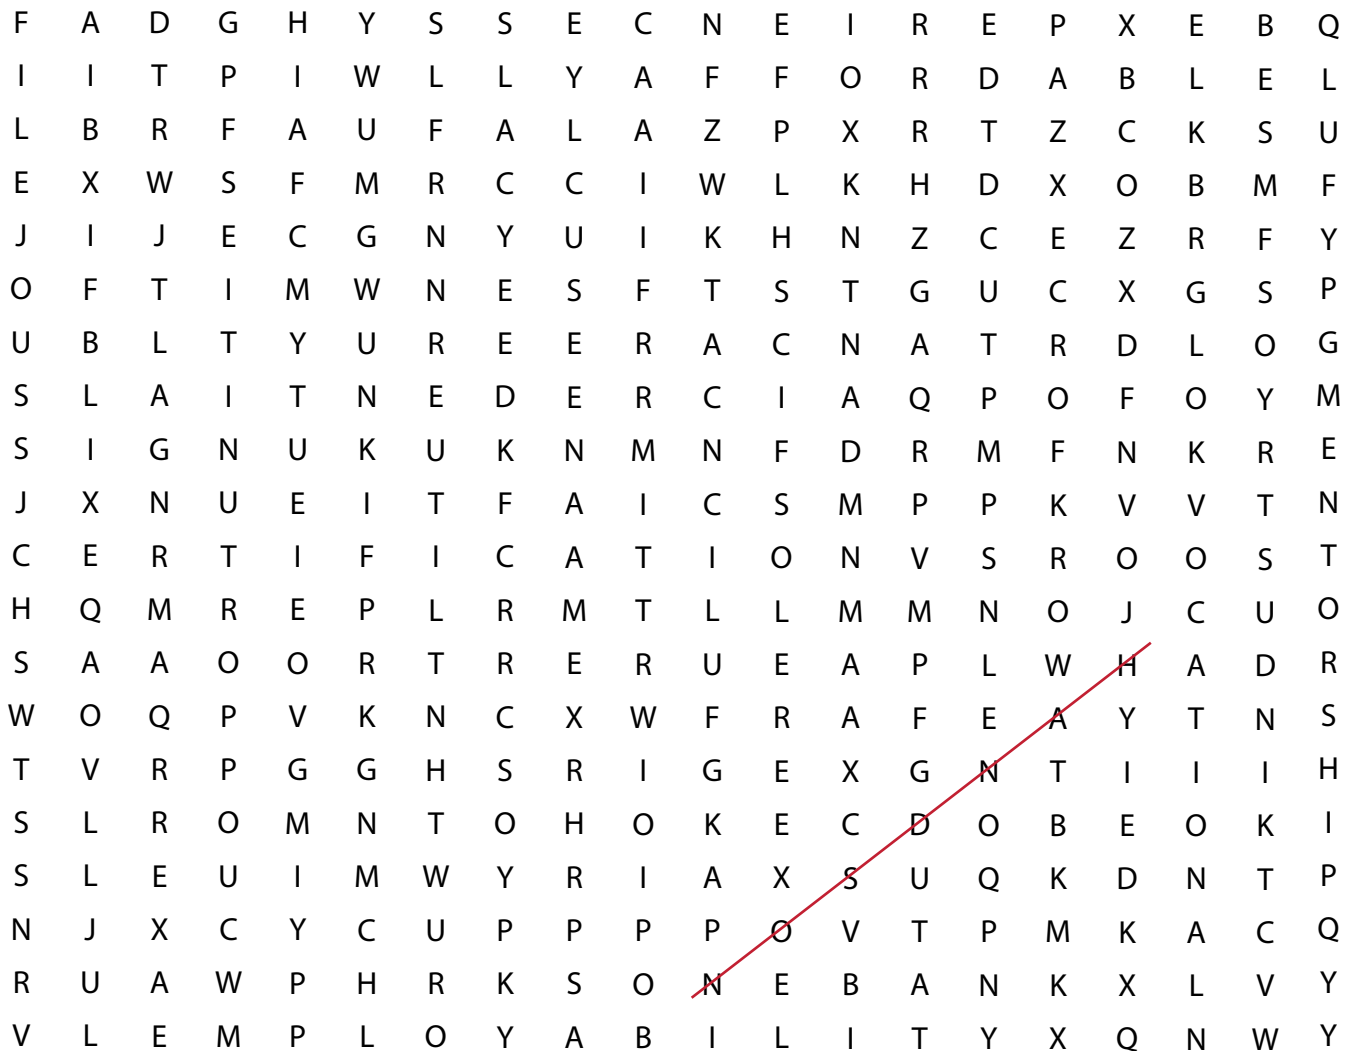 F A D G H Y S S E C N E I R E P X E B Q
I I T P I W L L Y A F F O R D A B L E L
L B R F A U F A L A Z P X R T Z C K S U
E X W S F M R C C I W L K H D X O B M F
J I J E C G N Y U I K H N Z C E Z R F Y
O F T I M W N E S F T S T G U C X G S P
U B L T Y U R E E R A C N A T R D L O G
S L A I T N E D E R C I A Q P O F O Y M
S I G N U K U K N M N F D R M F N K R E
J X N U E I T F A I C S M P P K V V T N
C E R T I F I C A T I O N V S R O O S T
H Q M R E P L R M T L L M M N O J C U O
S A A O O R T R E R U E A P L W H A D R
W O Q P V K N C X W F R A F E A Y T N S
T V R P G G H S R I G E X G N T I I I H
S L R O M N T O H O K E C D O B E O K I
S L E U I M W Y R I A X S U Q K D N T P
N J X C Y C U P P P P O V T P M K A C Q
R U A W P H R K S O N E B A N K X L V Y
V L E M P L O Y A B I L I T Y X Q N W Y